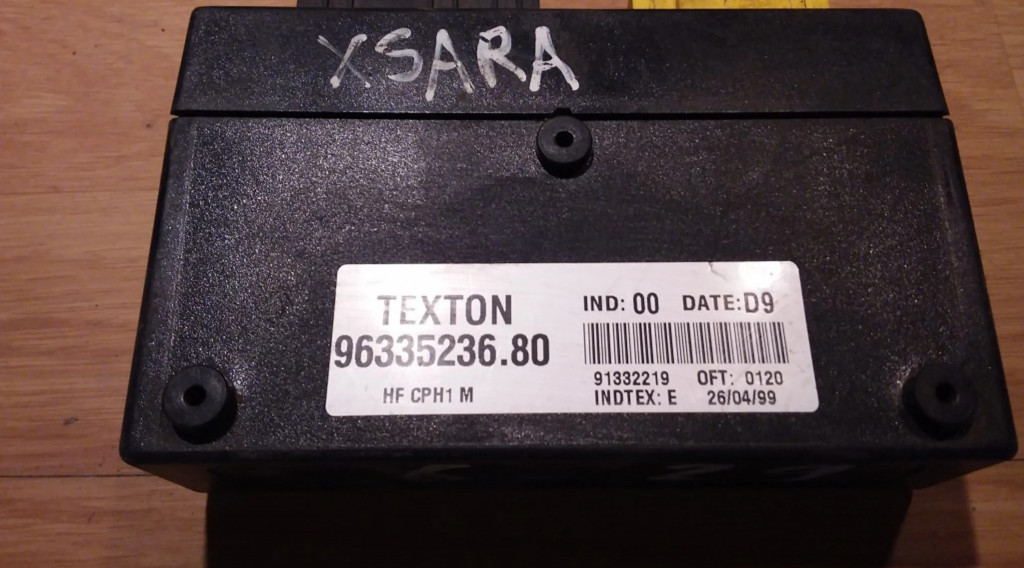 XSARA
TEXTON
96335236.80
HF CPH1 M
IND: 00 DATE: D9
91332219 OFT: 0120
INDTEX: E 26/04/99